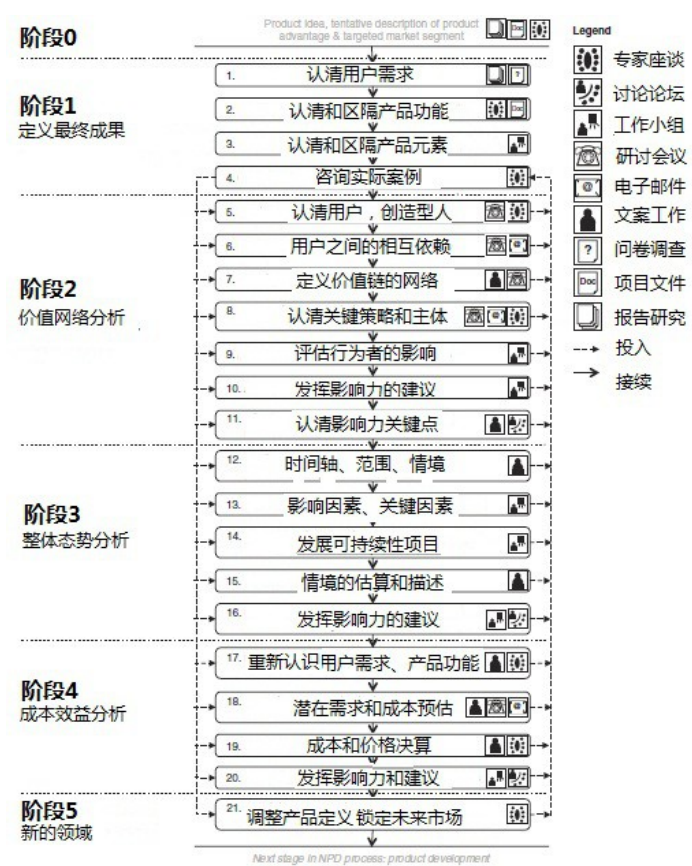 Product idea, tentative description of product
advantage & targeted market segment
Doc
阶段0
阶段1
定义最终成果
1. 认清用户需求 ?
2. 认清和区隔产品功能 Doc
3. 认清和区隔产品元素
4. 咨询实际案例
阶段2
价值网络分析
5. 认清用户，创造型人
6. 用户之间的相互依赖 @
7. 定义价值链的网络
8. 认清关键策略和主体 @
9. 评估行为者的影响
10. 发挥影响力的建议
11. 认清影响力关键点
阶段3
整体态势分析
12. 时间轴、范围、情境
13. 影响因素、关键因素
14. 发展可持续性项目
15. 情境的估算和描述
16. 发挥影响力的建议
阶段4
成本效益分析
17. 重新认识用户需求、产品功能
18. 潜在需求和成本预估 @
19. 成本和价格决算
20. 发挥影响力和建议
阶段5
新的领域
21. 调整产品定义 锁定未来市场
Next stage in NPD process: product development
Legend
专家座谈
讨论论坛
工作小组
研讨会议
@ 电子邮件
文案工作
? 问卷调查
Doc 项目文件
报告研究
投入
接续